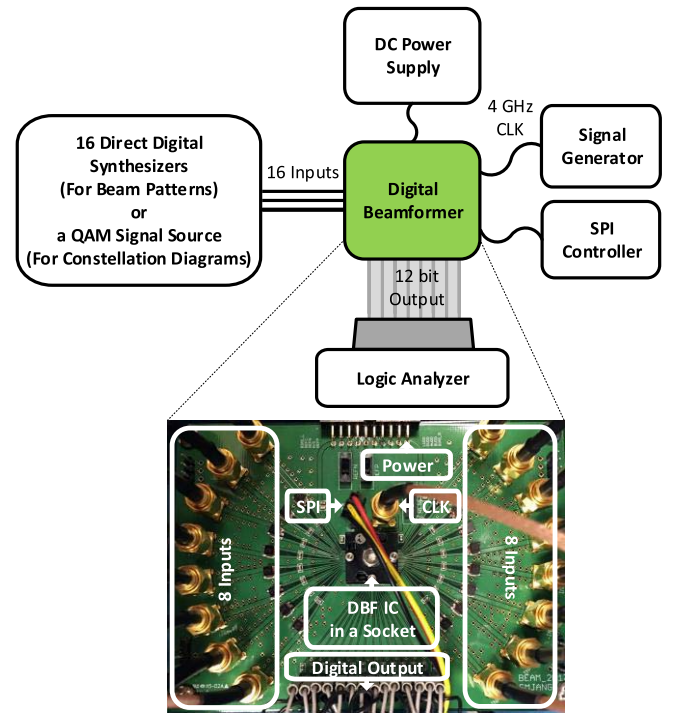 DC Power
Supply
4 GHz
CLK
Signal
Generator
16 Direct Digital
Synthesizers
(For Beam Patterns)
or
a QAM Signal Source
(For Constellation Diagrams)
16 Inputs
Digital
Beamformer
SPI
Controller
12 bit
Output
Logic Analyzer
Power
SPI
CLK
8 Inputs
8 Inputs
DBF IC
in a Socket
Digital Output